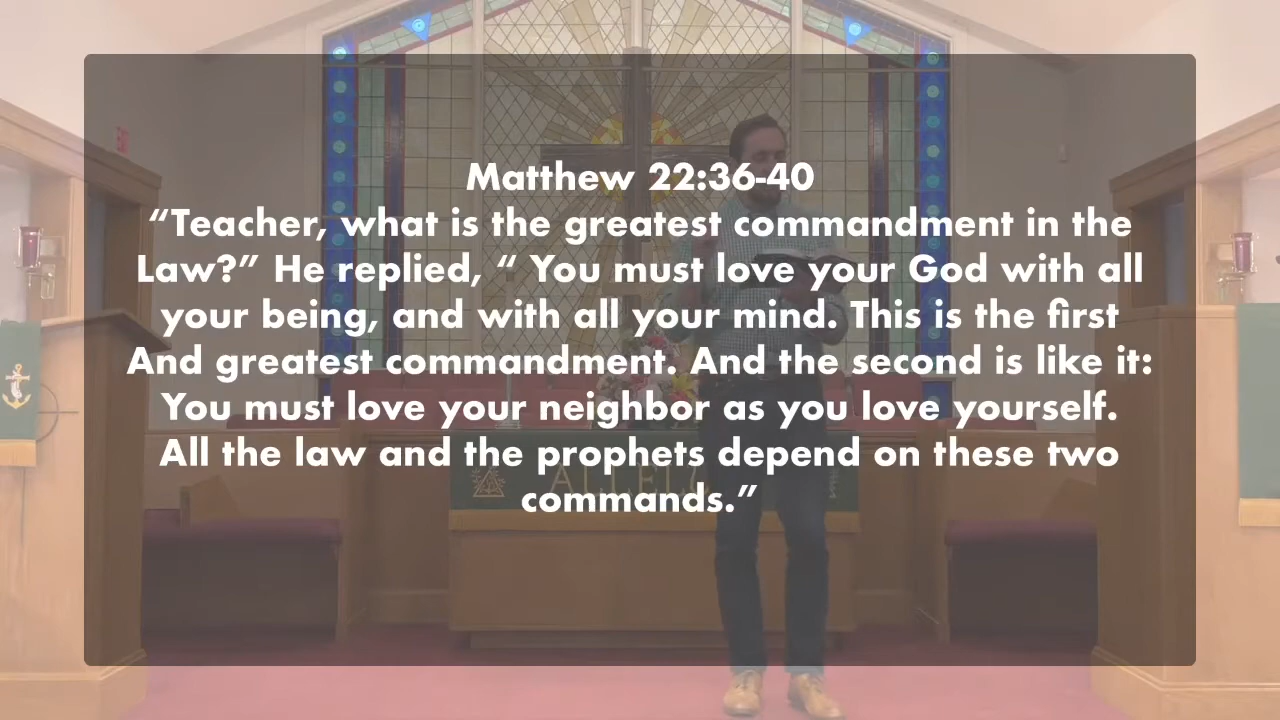 Matthew 22:36-40
“Teacher, what is the greatest commandment in the
Law?” He replied, “ You must love your God with all
your being, and with all your mind. This is the first
And greatest commandment. And the second is like it:
You must love your neighbor as you love yourself.
All the law and the prophets depend on these two
commands.”